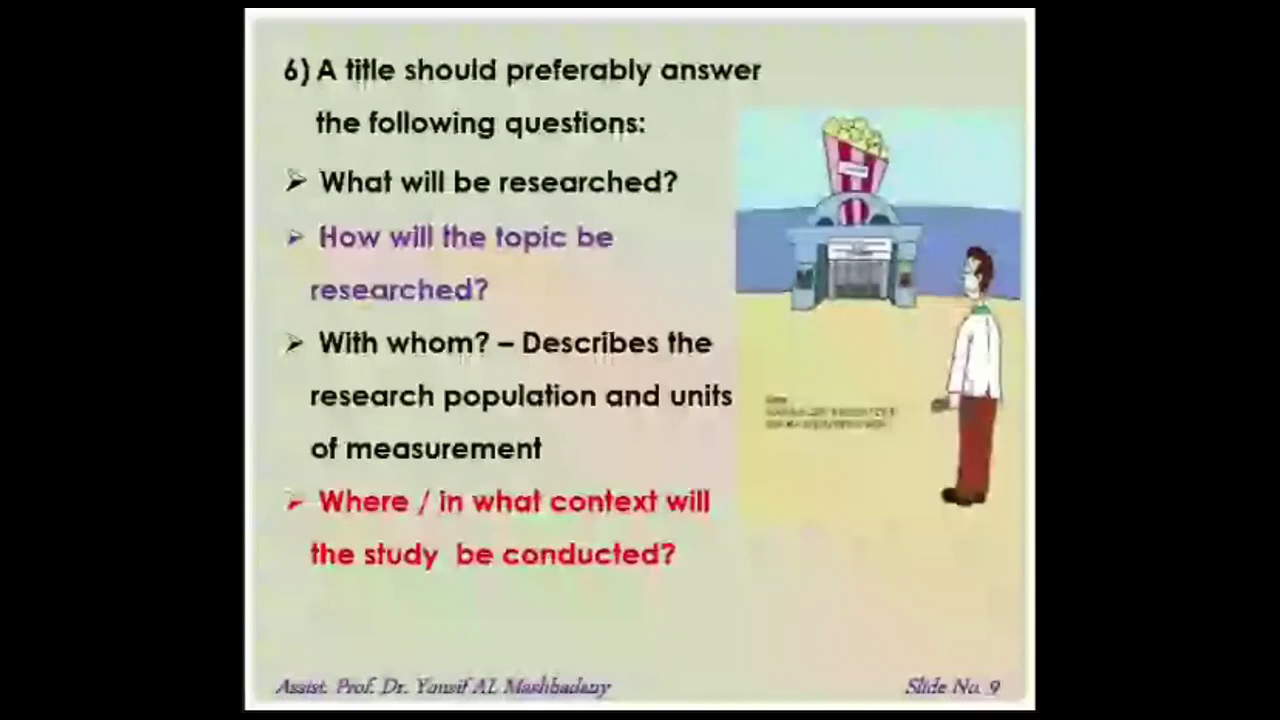 6) A title should preferably answer
the following questions:
➢ What will be researched?
➢ How will the topic be
researched?
➢ With whom? – Describes the
research population and units
of measurement
➢ Where / in what context will
the study be conducted?
Assist. Prof. Dr. Yousif AL Mashhadany
Slide No. 9